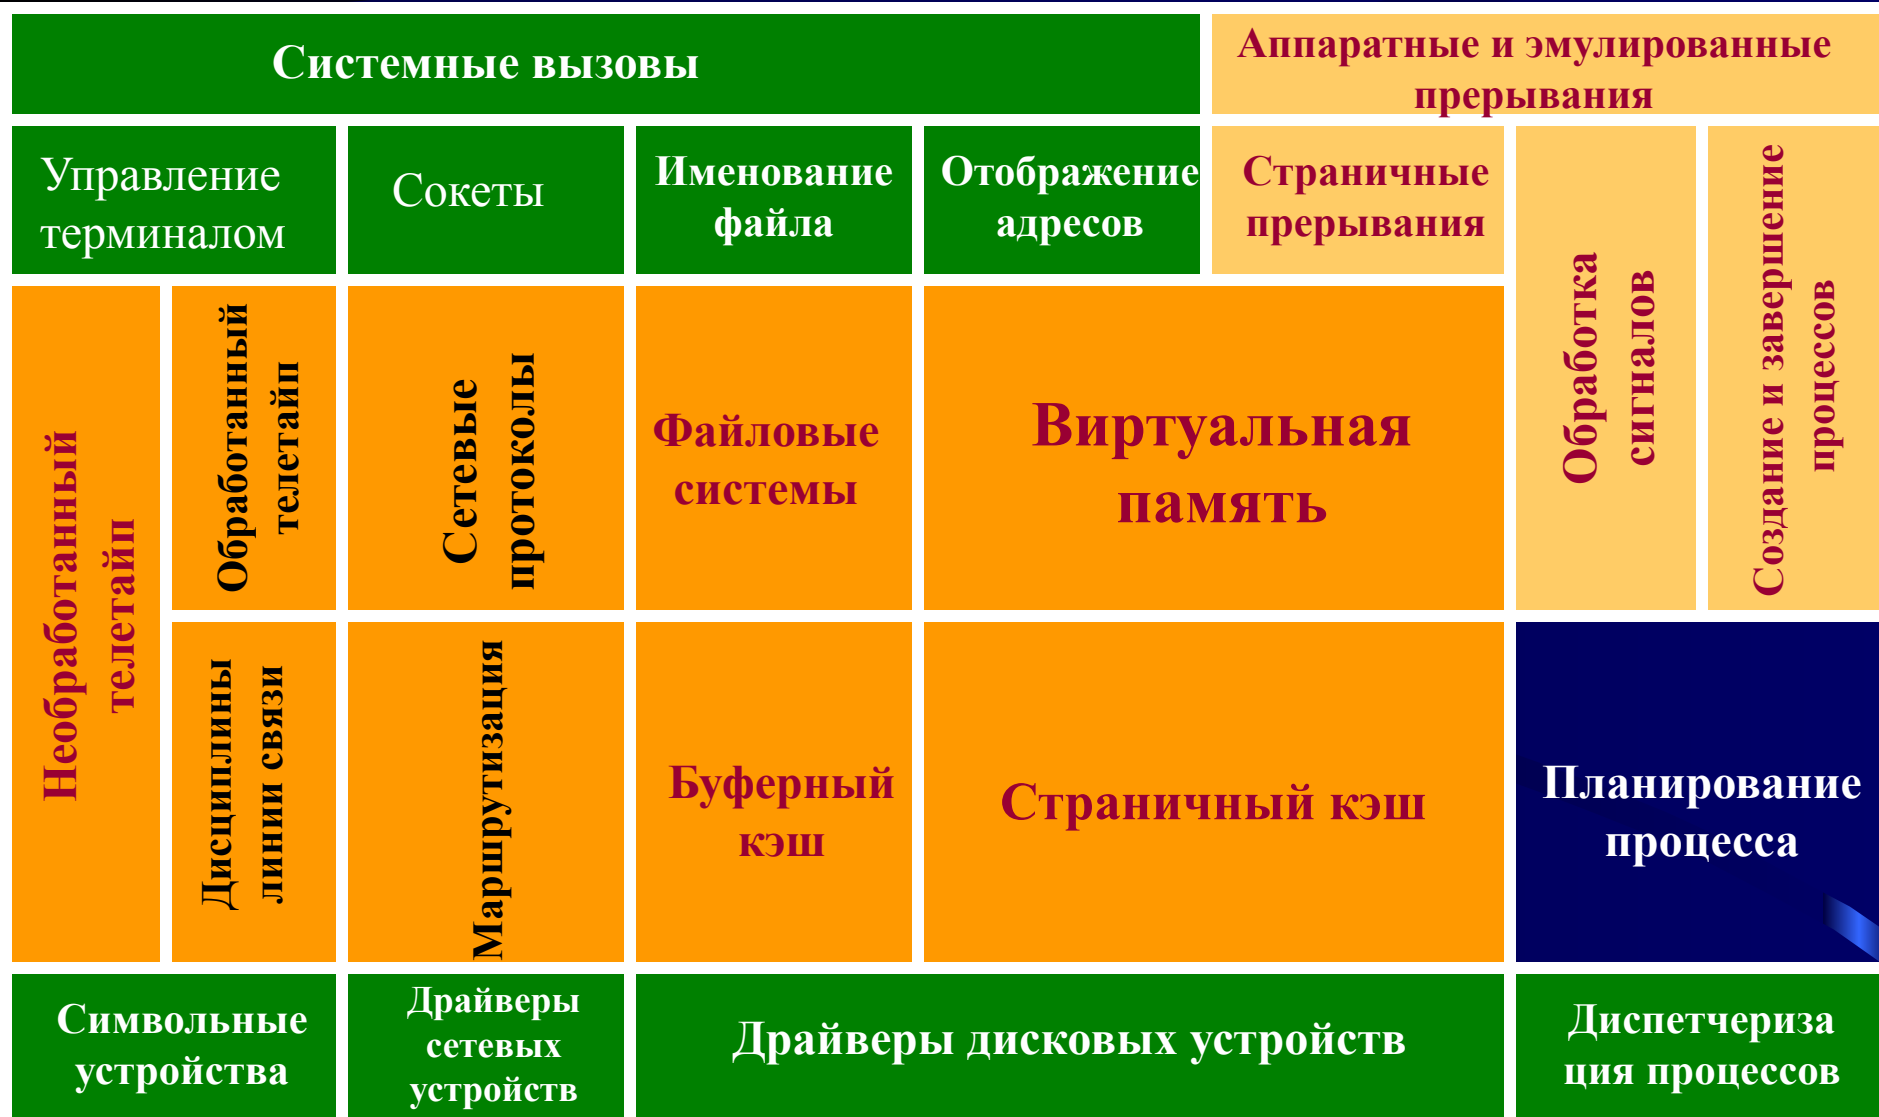 Системные вызовы
Аппаратные и эмулированные
прерывания
Управление
терминалом
Сокеты
Именование
файла
Отображение
адресов
Страничные
прерывания
Обработка
сигналов
Создание и завершение
процессов
Необработанный
телетайп
Обработанный
телетайп
Сетевые
протоколы
Файловые
системы
Виртуальная
память
Дисциплины
линии связи
Маршрутизация
Буферный
кэш
Страничный кэш
Планирование
процесса
Символьные
устройства
Драйверы
сетевых
устройств
Драйверы дисковых устройств
Диспетчериза
ция процессов